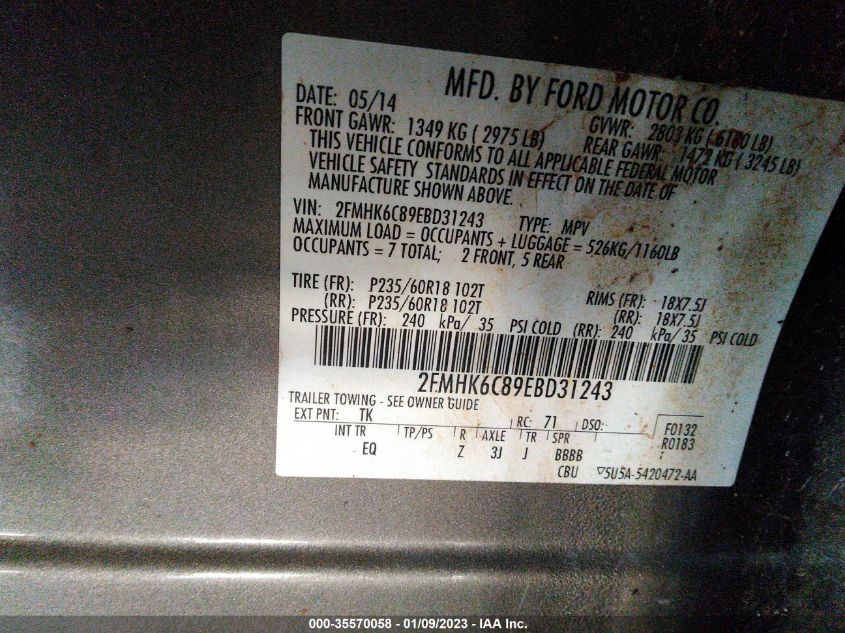 MFD. BY FORD MOTOR CO.
DATE: 05/14 GVWR: 2803 KG ( 6180 LB)
FRONT GAWR: 1349 KG ( 2975 LB) REAR GAWR: 1472 KG ( 3245 LB)
THIS VEHICLE CONFORMS TO ALL APPLICABLE FEDERAL MOTOR
VEHICLE SAFETY STANDARDS IN EFFECT ON THE DATE OF
MANUFACTURE SHOWN ABOVE.
VIN: 2FMHK6C89EBD31243 TYPE: MPV
MAXIMUM LOAD = OCCUPANTS + LUGGAGE = 526KG/1160LB
OCCUPANTS = 7 TOTAL; 2 FRONT, 5 REAR
TIRE (FR): P235/60R18 102T RIMS (FR): 18X7.5J
(RR): P235/60R18 102T (RR): 18X7.5J
PRESSURE (FR): 240 kPa/ 35 PSI COLD (RR): 240 kPa/ 35 PSI COLD
2FMHK6C89EBD31243
TRAILER TOWING - SEE OWNER GUIDE
EXT PNT: TK RC: 71 DSO: F0132
INT TR TP/PS R AXLE TR SPR R0183
EQ Z 3J J BBBB
CBU ▽5U5A-5420472-AA
000-35570058 - 01/09/2023 - IAA Inc.